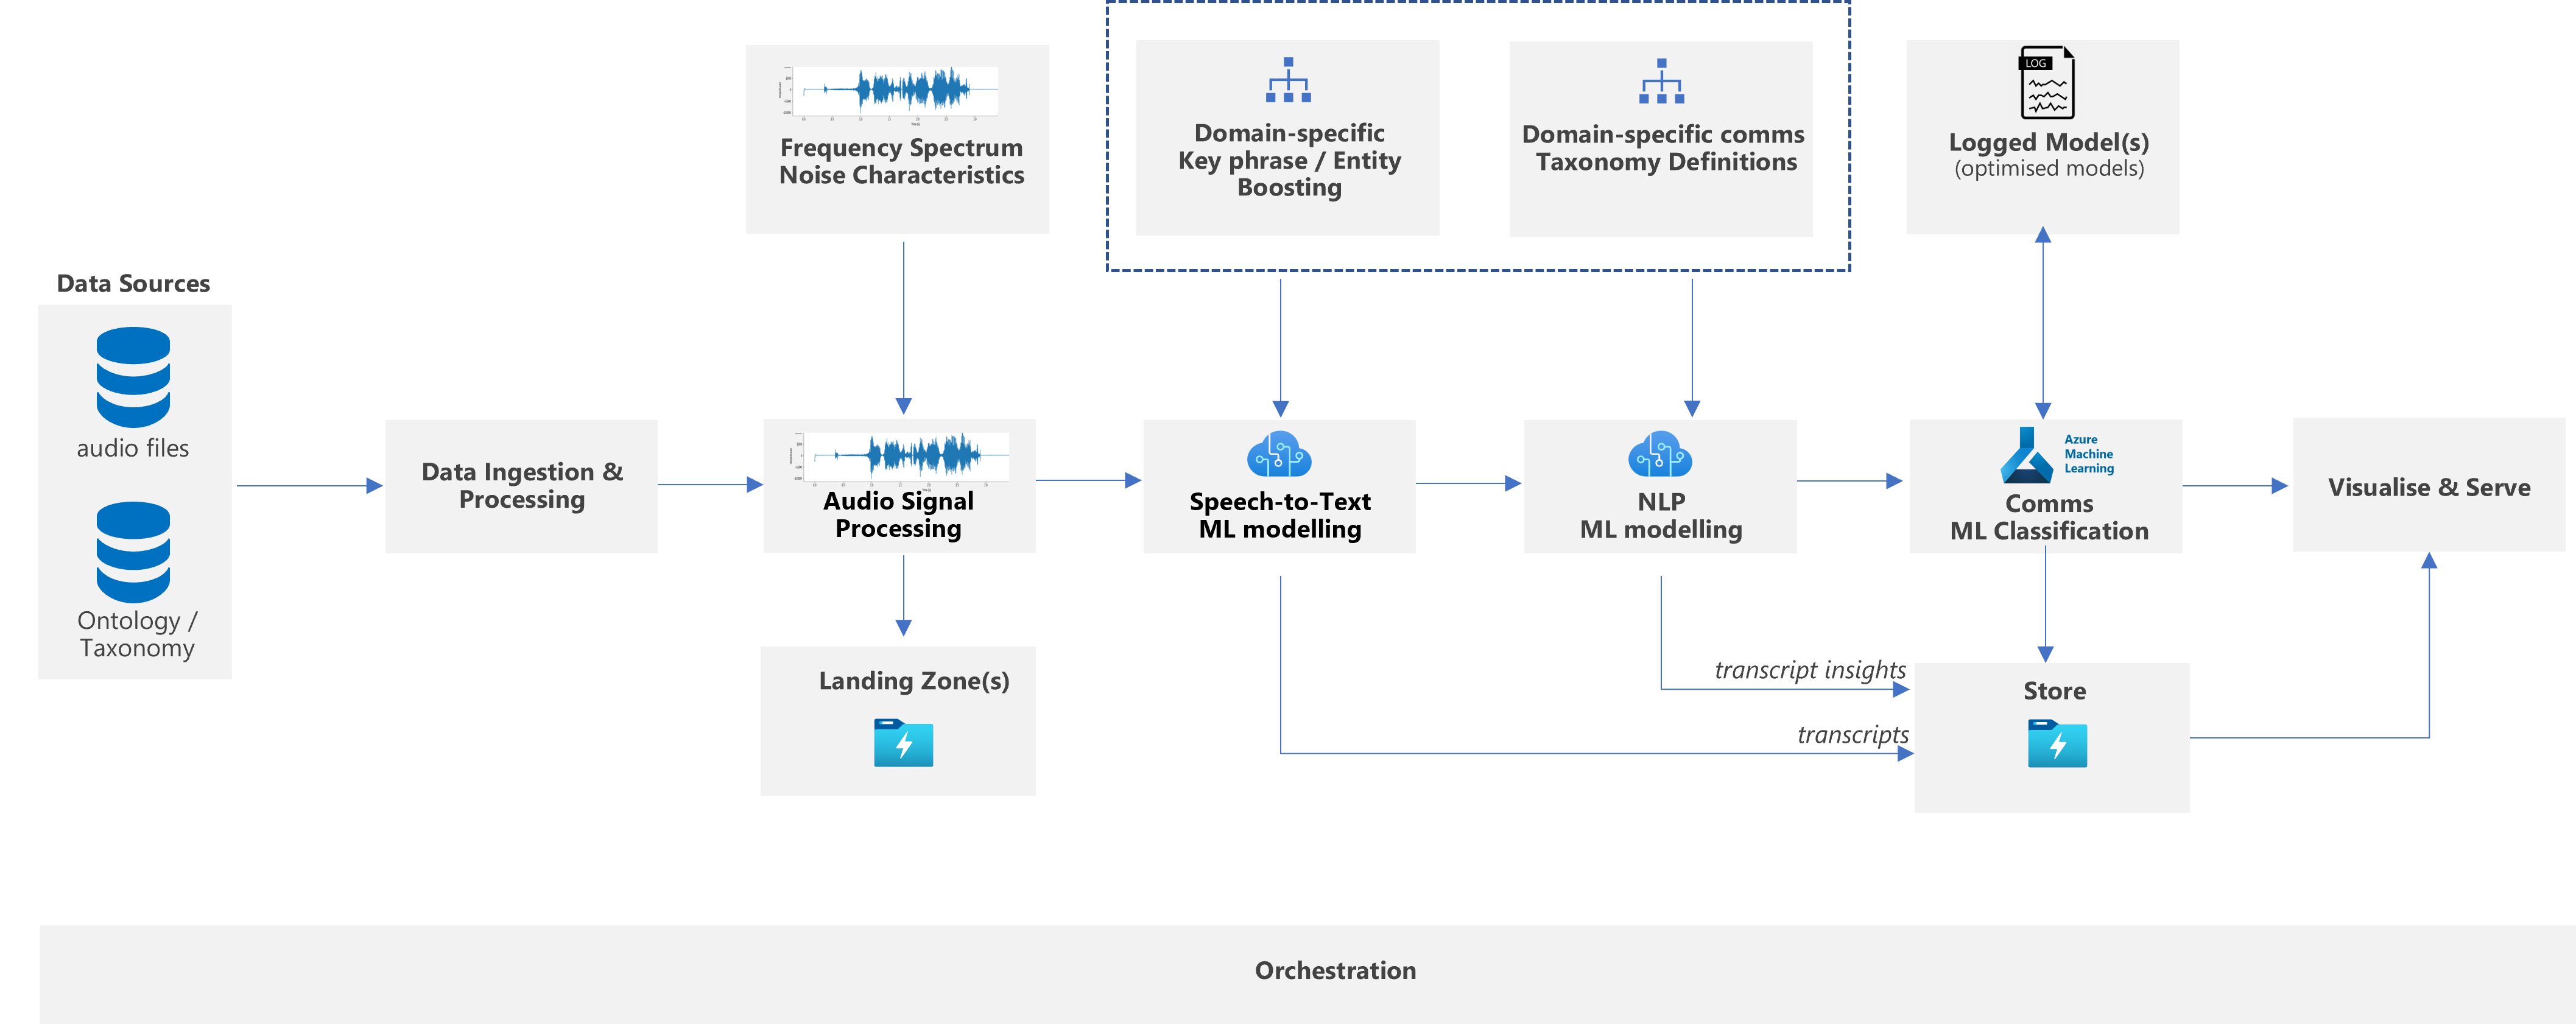 Frequency Spectrum
Noise Characteristics
Domain-specific
Key phrase / Entity
Boosting
Domain-specific comms
Taxonomy Definitions
LOG
Logged Model(s)
(optimised models)
Data Sources
audio files
Ontology /
Taxonomy
Data Ingestion &
Processing
Audio Signal
Processing
Speech-to-Text
ML modelling
NLP
ML modelling
Azure
Machine
Learning
Comms
ML Classification
Visualise & Serve
Landing Zone(s)
transcript insights
transcripts
Store
Orchestration